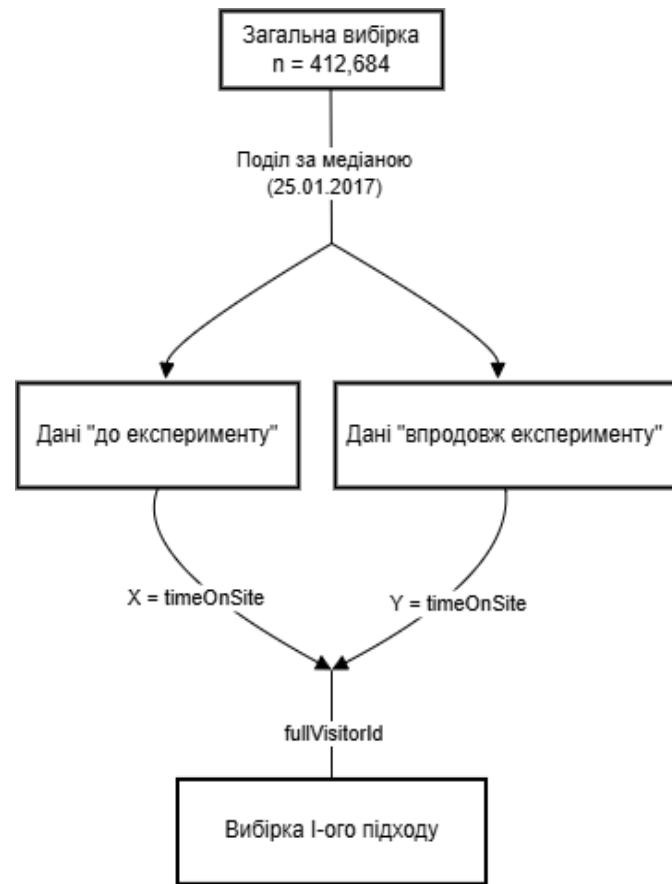 Загальна вибірка
n = 412,684
Поділ за медіаною
(25.01.2017)
Дані "до експерименту"
Дані "впродовж експерименту"
X = timeOnSite
Y = timeOnSite
fullVisitorId
Вибірка I-ого підходу